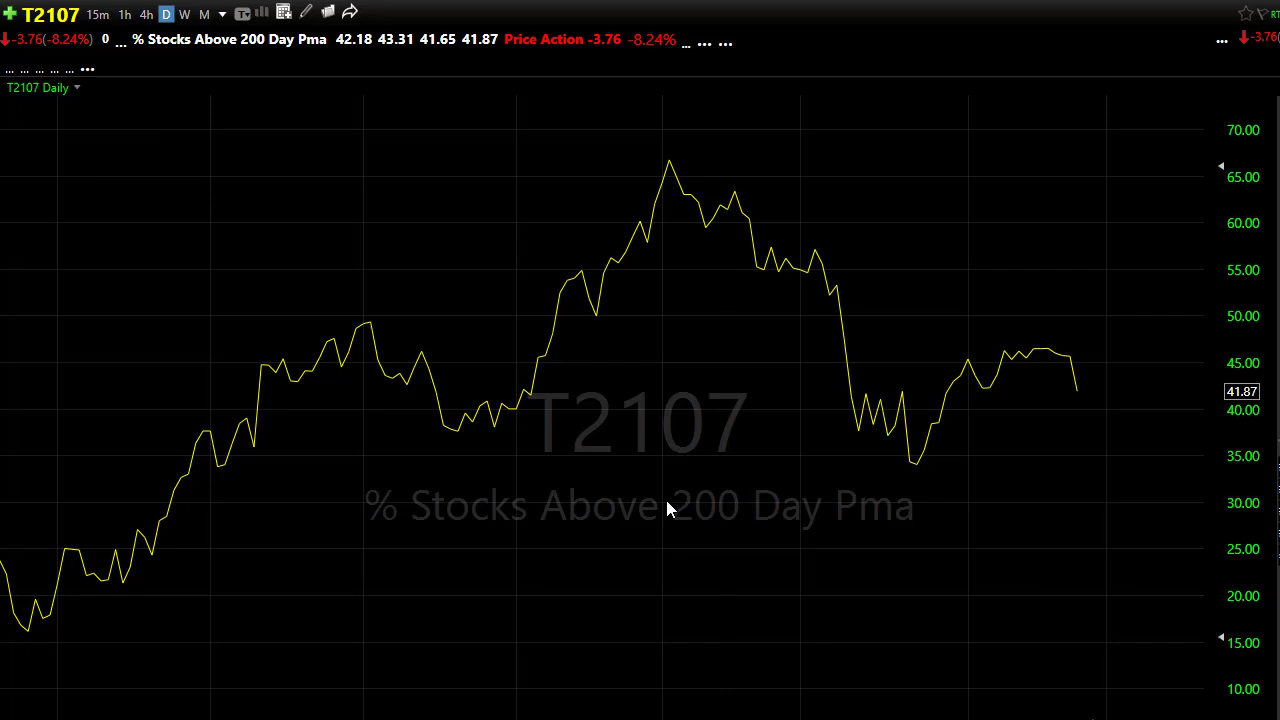 T2107 15m 1h 4h D W M T RT
-3.76(-8.24%) 0 ... % Stocks Above 200 Day Pma 42.18 43.31 41.65 41.87 Price Action -3.76 -8.24% ... ... ... ... -3.76(
... ... ... ... ... ...
T2107 Daily
70.00
65.00
60.00
55.00
50.00
45.00
41.87
40.00
T2107
35.00
% Stocks Above 200 Day Pma
30.00
25.00
20.00
15.00
10.00